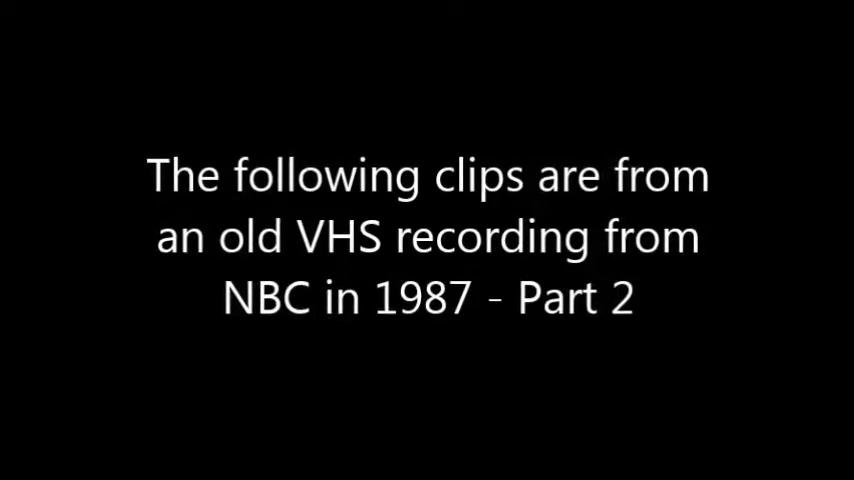 The following clips are from
an old VHS recording from
NBC in 1987 - Part 2